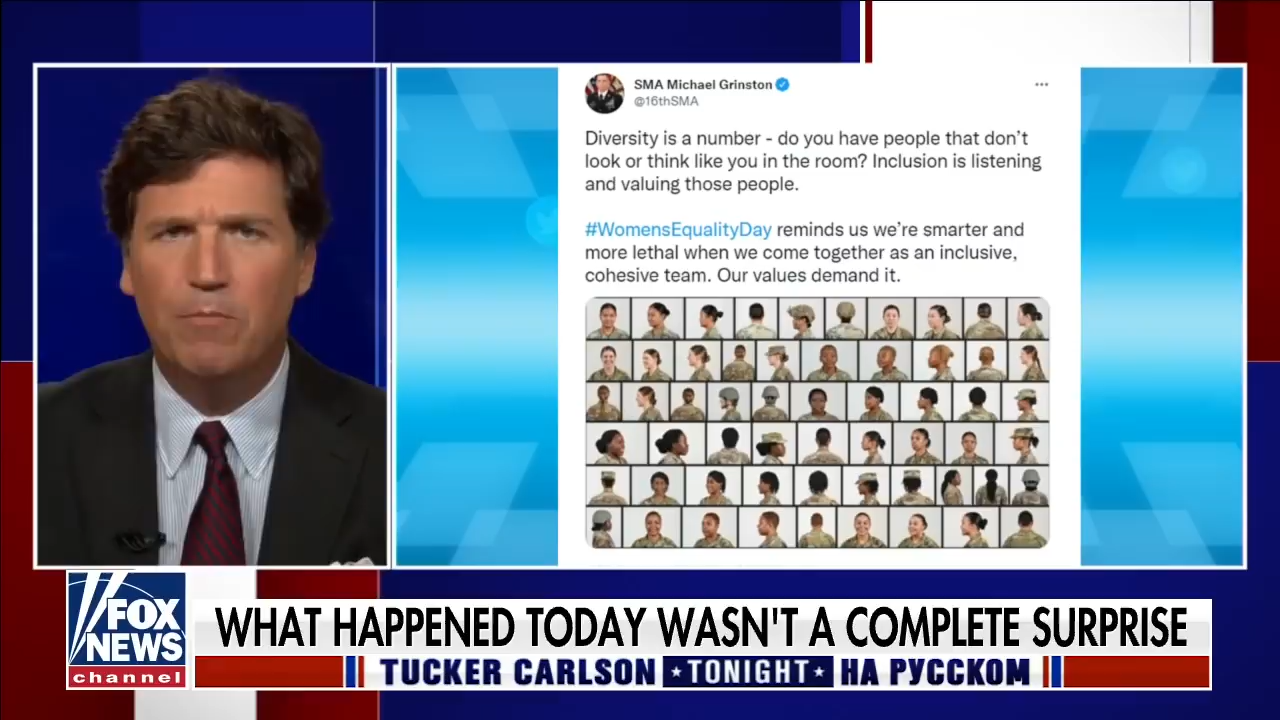 SMA Michael Grinston
@16thSMA
Diversity is a number - do you have people that don't
look or think like you in the room? Inclusion is listening
and valuing those people.
#WomensEqualityDay reminds us we're smarter and
more lethal when we come together as an inclusive,
cohesive team. Our values demand it.
FOX
NEWS
channel
WHAT HAPPENED TODAY WASN'T A COMPLETE SURPRISE
TUCKER CARLSON ★TONIGHT★ НА РУССКОМ